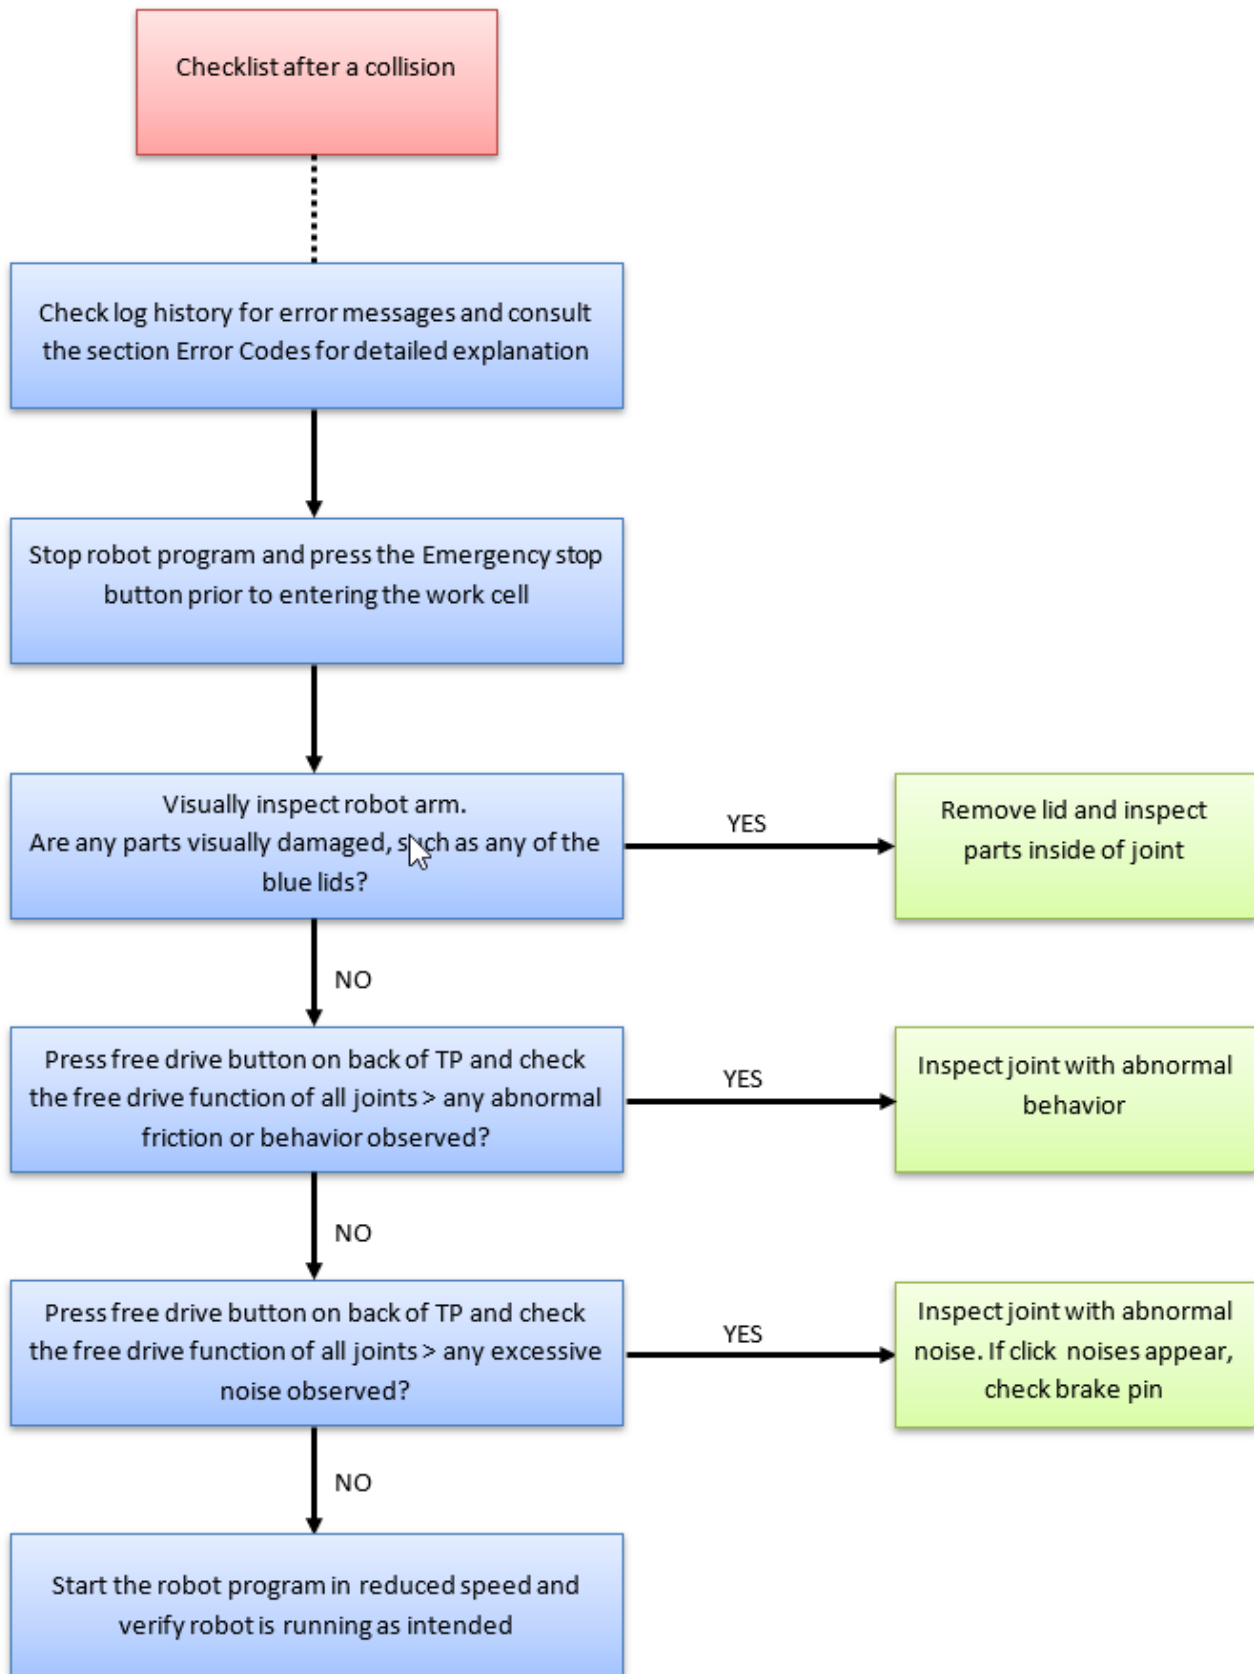 Checklist after a collision
Check log history for error messages and consult
the section Error Codes for detailed explanation
Stop robot program and press the Emergency stop
button prior to entering the work cell
Visually inspect robot arm.
Are any parts visually damaged, such as any of the
blue lids?
YES
Remove lid and inspect
parts inside of joint
NO
Press free drive button on back of TP and check
the free drive function of all joints > any abnormal
friction or behavior observed?
YES
Inspect joint with abnormal
behavior
NO
Press free drive button on back of TP and check
the free drive function of all joints > any excessive
noise observed?
YES
Inspect joint with abnormal
noise. If click noises appear,
check brake pin
NO
Start the robot program in reduced speed and
verify robot is running as intended